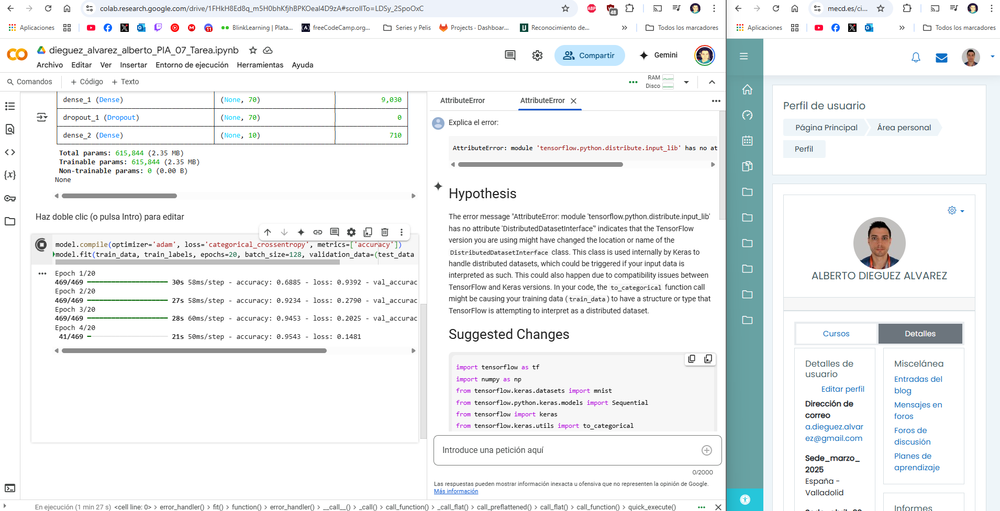 colab.research.google.com/drive/1FHkH8Ed8q_m5H0bhKfjhBPKOeal4D9zA#scrollTo=LDSy_2SpoOxC
ABP
48
Aplicaciones
11
BlinkLearning | Plata...
freeCodeCamp.org...
Series y Pelis
Projects · Dashboar...
Reconocimiento de...
»
Todos los marcadores
CO
dieguez_alvarez_alberto_PIA_07_Tarea.ipynb
Archivo Editar Ver Insertar Entorno de ejecución Herramientas Ayuda
Compartir
Gemini
Comandos
+ Código
+ Texto
RAM
Disco
dense_1 (Dense) (None, 70) 9,030
dropout_1 (Dropout) (None, 70) 0
dense_2 (Dense) (None, 10) 710
Total params: 615,844 (2.35 MB)
Trainable params: 615,844 (2.35 MB)
Non-trainable params: 0 (0.00 B)
None
Haz doble clic (o pulsa Intro) para editar
model.compile(optimizer='adam', loss='categorical_crossentropy', metrics=['accuracy'])
model.fit(train_data, train_labels, epochs=20, batch_size=128, validation_data=(test_data
Epoch 1/20
469/469 30s 58ms/step - accuracy: 0.6885 - loss: 0.9392 - val_accurac
Epoch 2/20
469/469 27s 58ms/step - accuracy: 0.9234 - loss: 0.2790 - val_accurac
Epoch 3/20
469/469 28s 60ms/step - accuracy: 0.9453 - loss: 0.2025 - val_accurac
Epoch 4/20
41/469 21s 50ms/step - accuracy: 0.9543 - loss: 0.1481
AttributeError
AttributeError
Explica el error:
AttributeError: module 'tensorflow.python.distribute.input_lib' has no at
Hypothesis
The error message "AttributeError: module 'tensorflow.python.distribute.input_lib'
has no attribute 'DistributedDatasetInterface'" indicates that the TensorFlow
version you are using might have changed the location or name of the
DistributedDatasetInterface class. This class is used internally by Keras to
handle distributed datasets, which could be triggered if your input data is
interpreted as such. This could also happen due to compatibility issues between
TensorFlow and Keras versions. In your code, the to_categorical function call
might be causing your training data (train_data) to have a structure or type that
TensorFlow is attempting to interpret as a distributed dataset.
Suggested Changes
import tensorflow as tf
import numpy as np
from tensorflow.keras.datasets import mnist
from tensorflow.python.keras.models import Sequential
from tensorflow import keras
from tensorflow.keras.utils import to_categorical
Introduce una petición aquí
0/2000
Las respuestas pueden mostrar información inexacta u ofensiva que no representen la opinión de Google.
Más información
En ejecución (1 min 27 s) <cell line: 0> > error_handler() > fit() > function() > error_handler() > __call__() > _call() > call_function() > _call_flat() > call_preflattened() > call_flat() > call_function() > quick_execute()
mecd.es/ci...
Aplicaciones
»
Todos los marcadores
Perfil de usuario
Página Principal
Área personal
Perfil
ALBERTO DIEGUEZ ALVAREZ
Cursos
Detalles
Detalles de
usuario
Editar perfil
Dirección de
correo
a.dieguez.alvar
ez@gmail.com
Sede_marzo_
2025
España -
Valladolid
Miscelánea
Entradas del
blog
Mensajes en
foros
Foros de
discusión
Planes de
aprendizaje
Informes